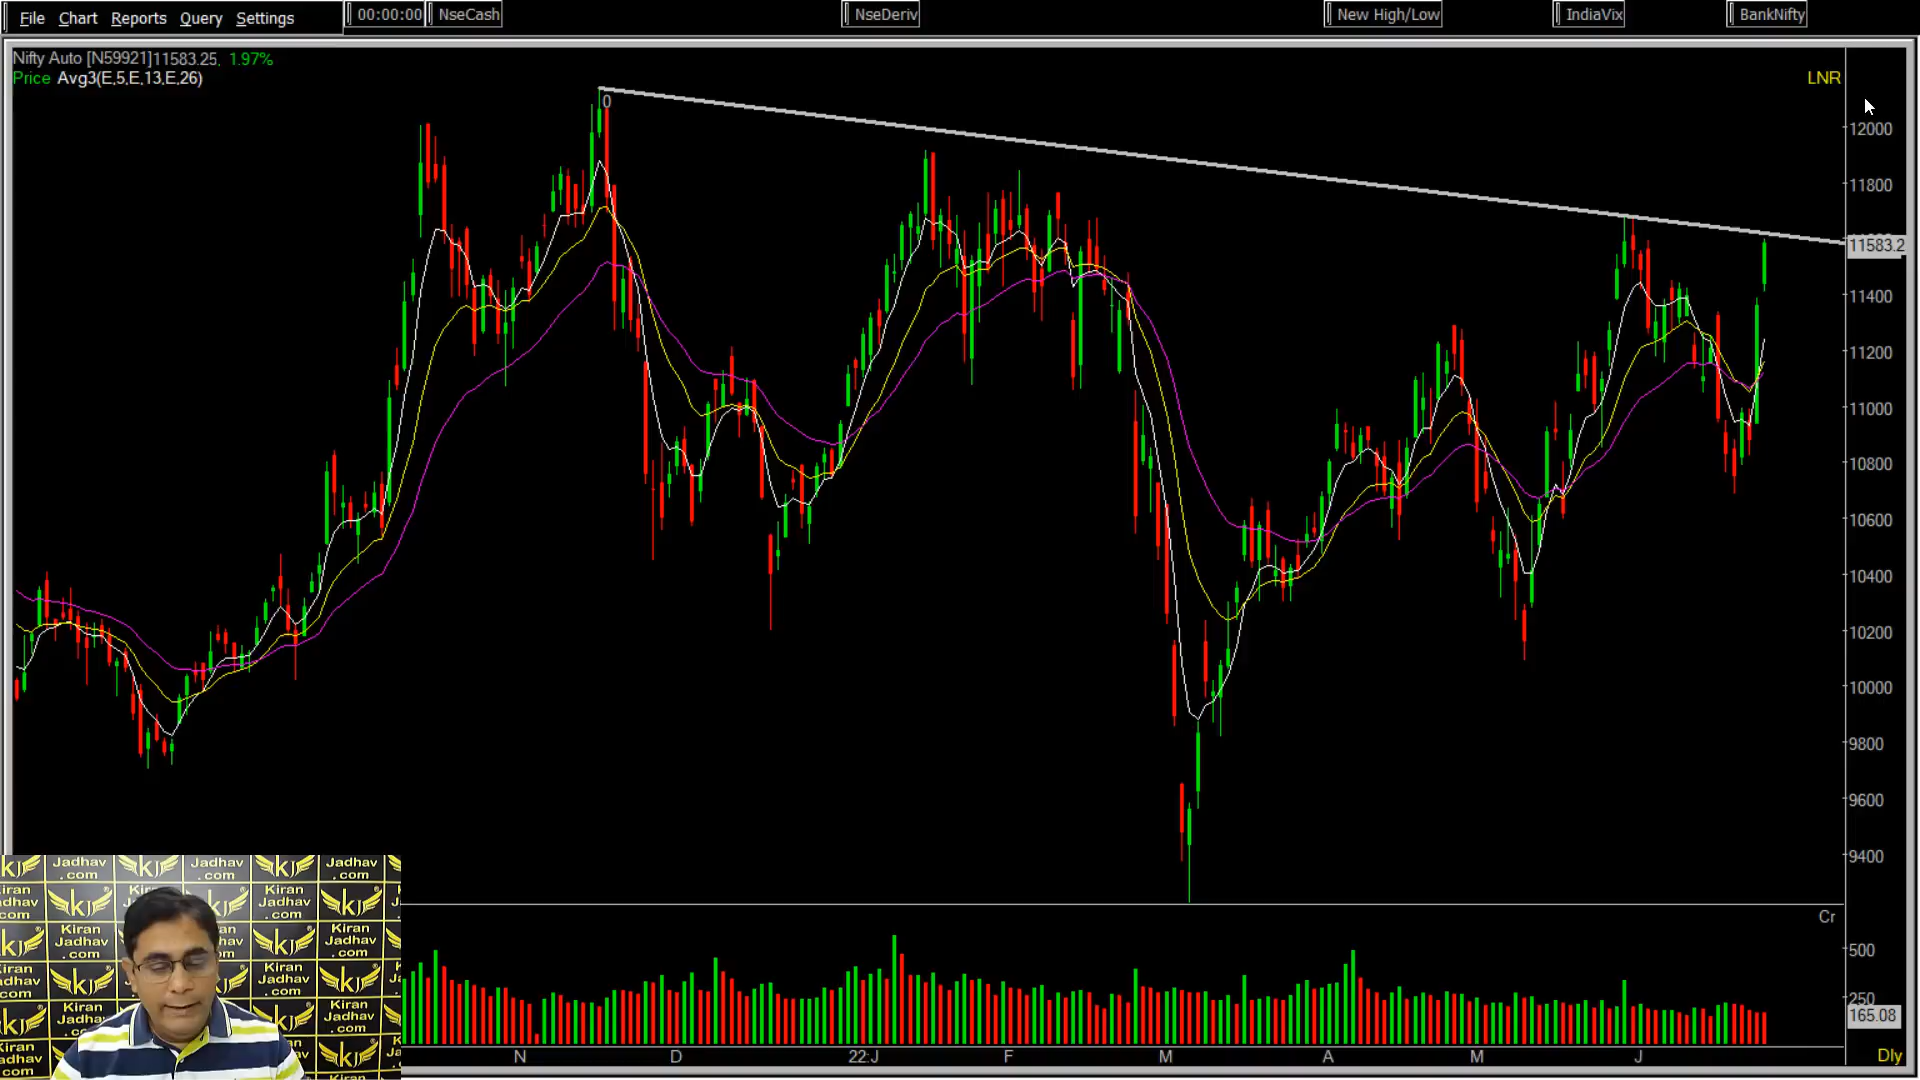 File Chart Reports Query Settings 00:00:00 NseCash NseDeriv New High/Low IndiaVix BankNifty
Nifty Auto [N59921]11583.25, 1.97%
Price Avg3(E,5,E,13,E,26)
LNR
0
12000
11800
11583.2
11400
11200
11000
10800
10600
10400
10200
10000
9800
9600
9400
Cr
500
250
165.08
N D 22:J F M A M J
Dly
Jadhav
.com
Kiran
Jadhav
.com
KJ